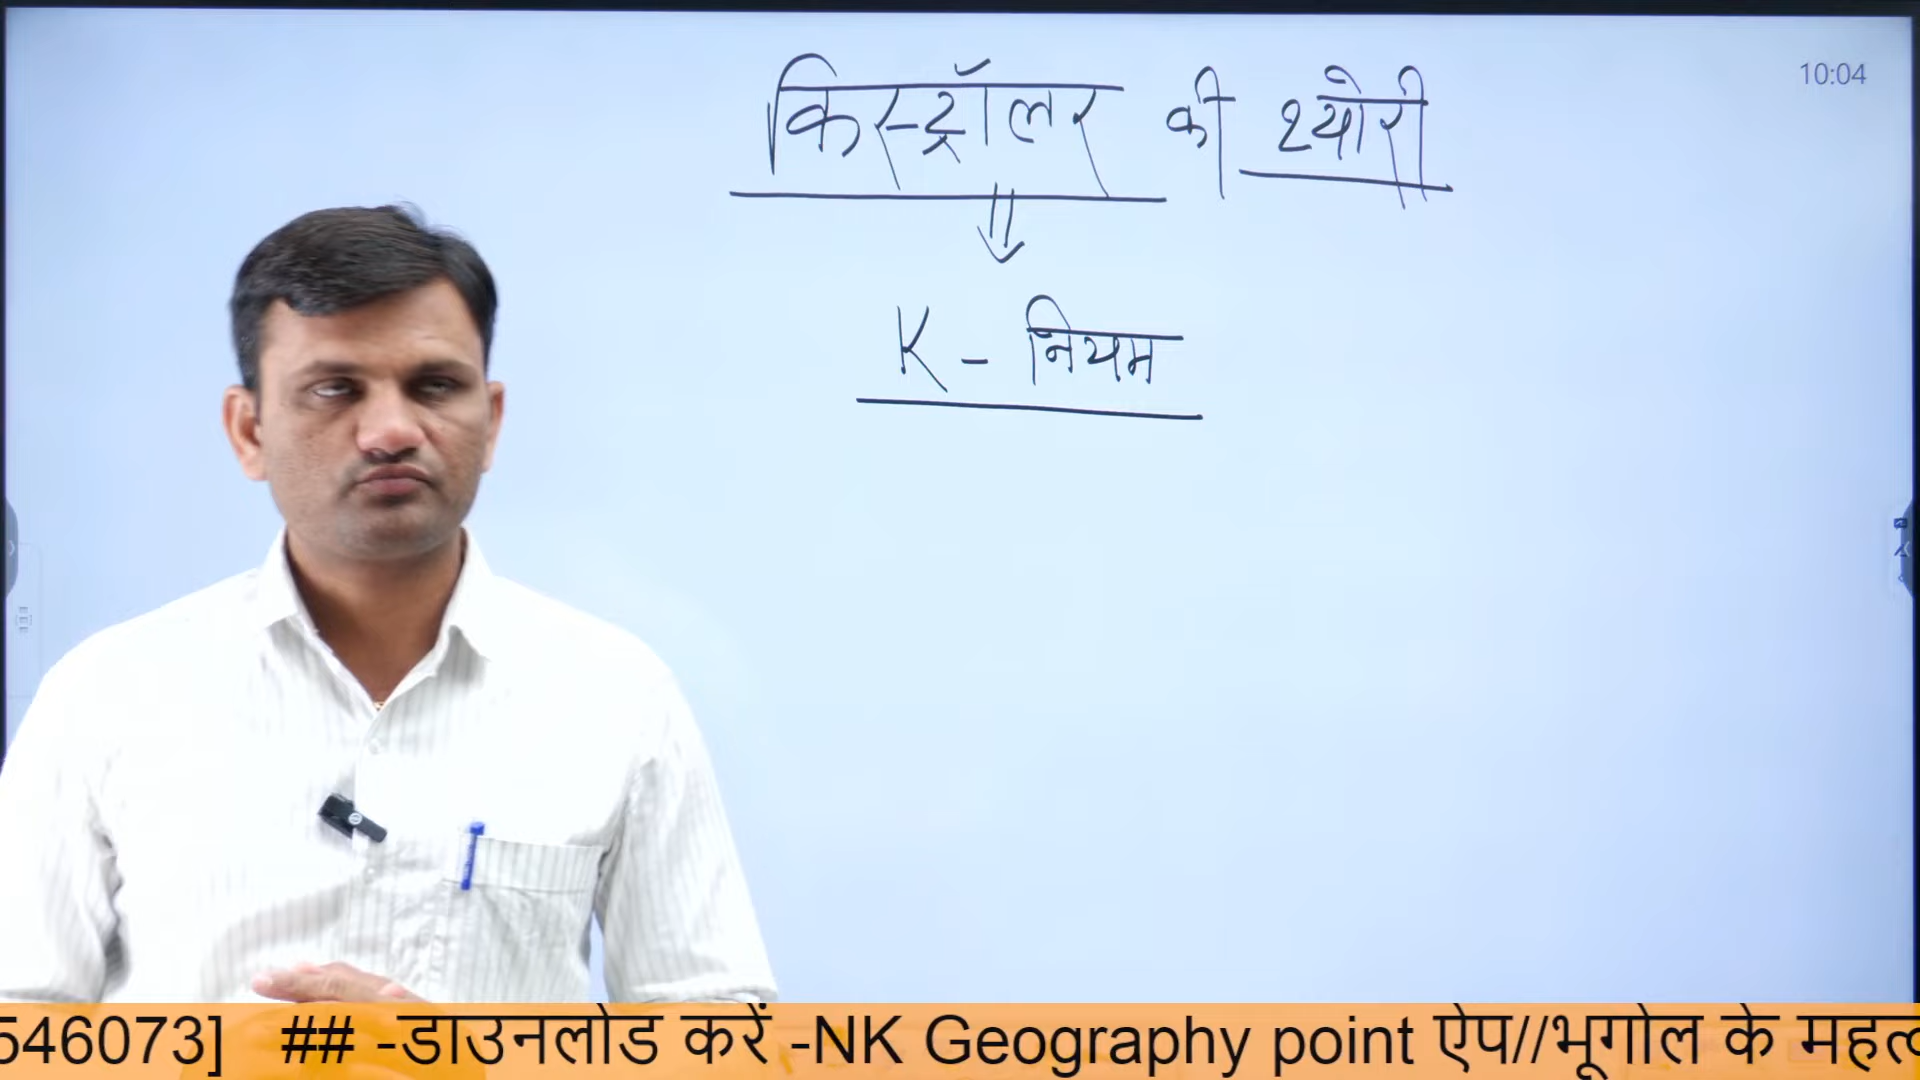 10:04
किस्ट्रॉलर की थ्योरी
K - नियम
546073] ## -डाउनलोड करें -NK Geography point ऐप//भूगोल के महत्व